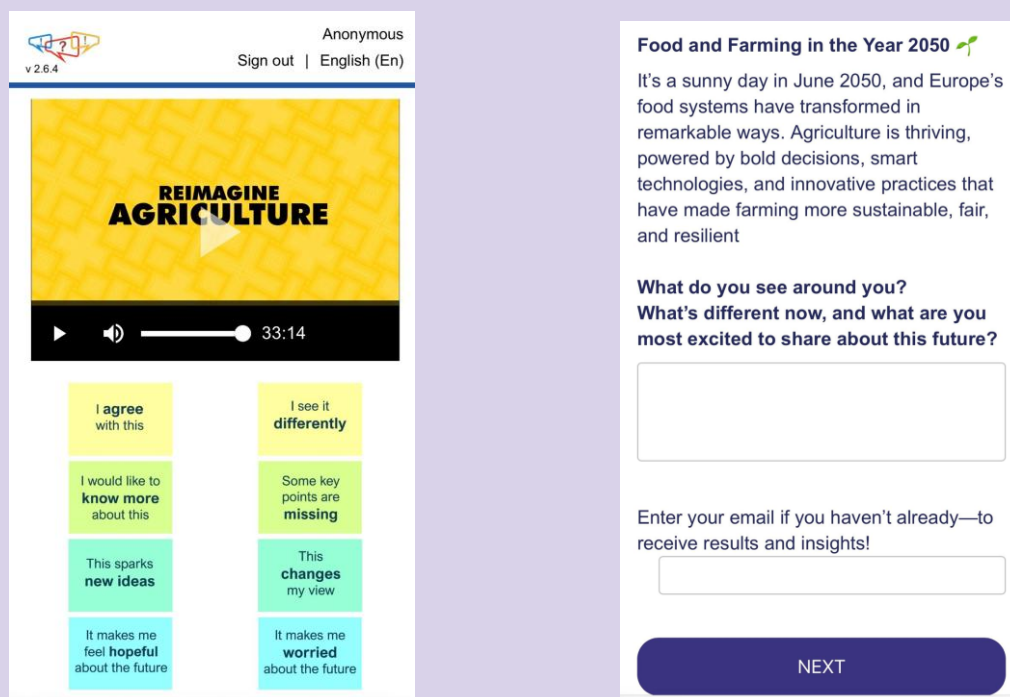 ! ? !
v 2.6.4
Anonymous
Sign out | English (En)
REIMAGINE
AGRICULTURE
33:14
I agree
with this
I see it
differently
I would like to
know more
about this
Some key
points are
missing
This sparks
new ideas
This
changes
my view
It makes me
feel hopeful
about the future
It makes me
worried
about the future
Food and Farming in the Year 2050 🌱
It’s a sunny day in June 2050, and Europe’s
food systems have transformed in
remarkable ways. Agriculture is thriving,
powered by bold decisions, smart
technologies, and innovative practices that
have made farming more sustainable, fair,
and resilient
What do you see around you?
What’s different now, and what are you
most excited to share about this future?
Enter your email if you haven’t already—to
receive results and insights!
NEXT